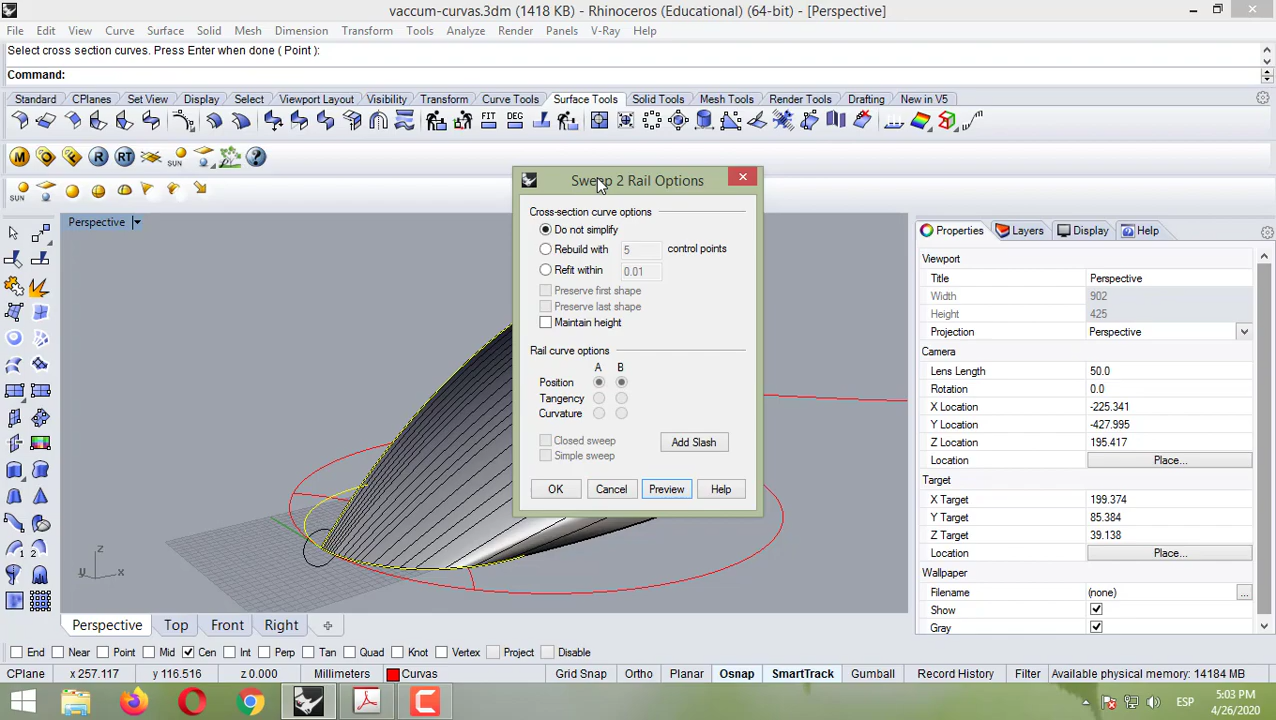 vaccum-curvas.3dm (1418 KB) - Rhinoceros (Educational) (64-bit) - [Perspective]
File Edit View Curve Surface Solid Mesh Dimension Transform Tools Analyze Render Panels V-Ray Help
Select cross section curves. Press Enter when done ( Point ):
Command:
Standard CPlanes Set View Display Select Viewport Layout Visibility Transform Curve Tools Surface Tools Solid Tools Mesh Tools Render Tools Drafting New in V5
FIT DEG
M O F R RT SUN ?
SUN
Perspective
Sweep 2 Rail Options
Cross-section curve options
Do not simplify
Rebuild with 5 control points
Refit within 0.01
Preserve first shape
Preserve last shape
Maintain height
Rail curve options
A B
Position
Tangency
Curvature
Closed sweep
Simple sweep
Add Slash
OK Cancel Preview Help
z
y x
Properties Layers Display Help
Viewport
Title Perspective
Width 902
Height 425
Projection Perspective
Camera
Lens Length 50.0
Rotation 0.0
X Location -225.341
Y Location -427.995
Z Location 195.417
Location Place...
Target
X Target 199.374
Y Target 85.384
Z Target 39.138
Location Place...
Wallpaper
Filename (none) ...
Show
Gray
Perspective Top Front Right
End Near Point Mid Cen Int Perp Tan Quad Knot Vertex Project Disable
CPlane x 257.117 y 116.516 z 0.000 Millimeters Curvas Grid Snap Ortho Planar Osnap SmartTrack Gumball Record History Filter Available physical memory: 14184 MB
ESP
5:03 PM
4/26/2020